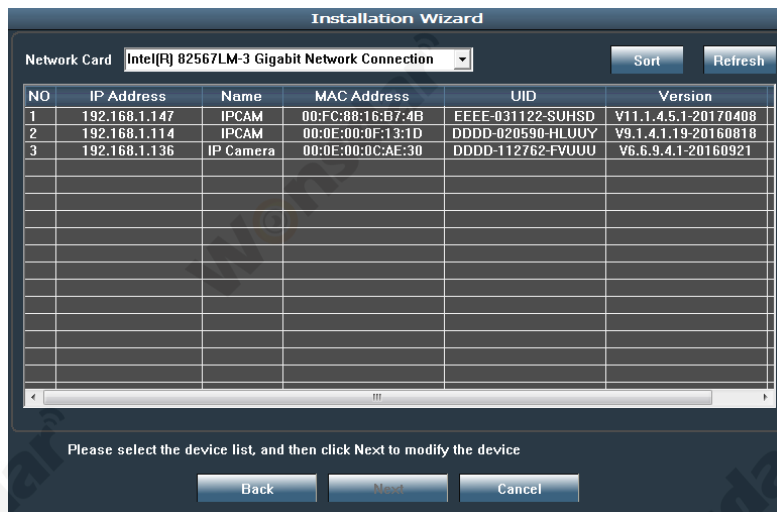 Installation Wizard
Network Card Intel(R) 82567LM-3 Gigabit Network Connection Sort Refresh
NO IP Address Name MAC Address UID Version
1 192.168.1.147 IPCAM 00:FC:88:16:B7:4B EEEE-031122-SUHSD V11.1.4.5.1-20170408
2 192.168.1.114 IPCAM 00:0E:00:0F:13:1D DDDD-020590-HLUUY V9.1.4.1.19-20160818
3 192.168.1.136 IP Camera 00:0E:00:0C:AE:30 DDDD-112762-FVUUU V6.6.9.4.1-20160921
Please select the device list, and then click Next to modify the device
Back Next Cancel